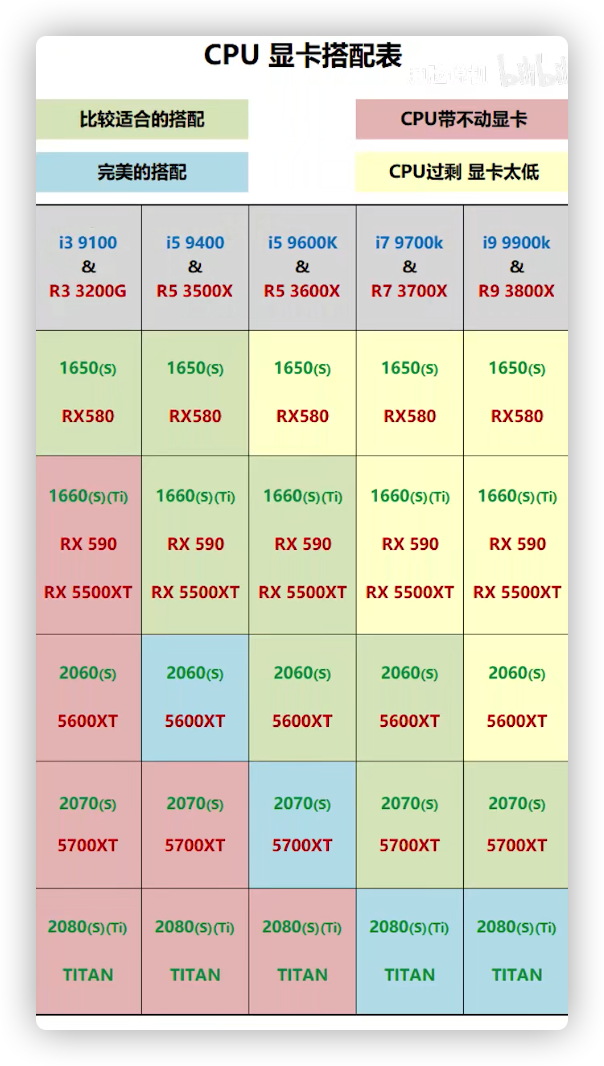 CPU 显卡搭配表
bilibili
比较适合的搭配
CPU带不动显卡
完美的搭配
CPU过剩 显卡太低
i3 9100 i5 9400 i5 9600K i7 9700k i9 9900k
& & & & &
R3 3200G R5 3500X R5 3600X R7 3700X R9 3800X
1650(S) 1650(S) 1650(S) 1650(S) 1650(S)
RX580 RX580 RX580 RX580 RX580
1660(S)(Ti) 1660(S)(Ti) 1660(S)(Ti) 1660(S)(Ti) 1660(S)(Ti)
RX 590 RX 590 RX 590 RX 590 RX 590
RX 5500XT RX 5500XT RX 5500XT RX 5500XT RX 5500XT
2060(S) 2060(S) 2060(S) 2060(S) 2060(S)
5600XT 5600XT 5600XT 5600XT 5600XT
2070(S) 2070(S) 2070(S) 2070(S) 2070(S)
5700XT 5700XT 5700XT 5700XT 5700XT
2080(S)(Ti) 2080(S)(Ti) 2080(S)(Ti) 2080(S)(Ti) 2080(S)(Ti)
TITAN TITAN TITAN TITAN TITAN